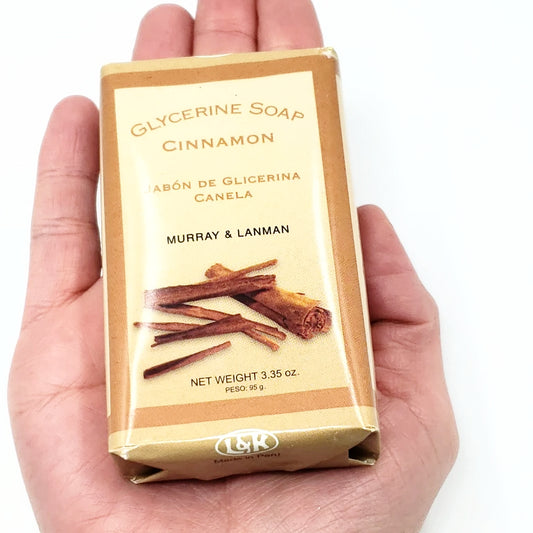 GLYCERINE SOAP
CINNAMON
JABÓN DE GLICERINA
CANELA
MURRAY & LANMAN
NET WEIGHT 3.35 oz.
PESO: 95 g.
L&K
Made in Peru